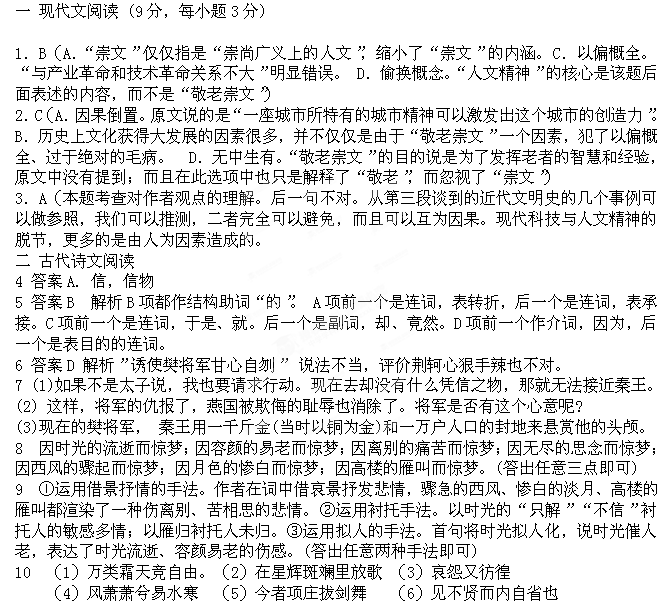 一 现代文阅读（9分，每小题3分）
1．B（A．“崇文”仅仅指是“崇尚广义上的人文”，缩小了“崇文”的内涵。C．以偏概全。
“与产业革命和技术革命关系不大”明显错误。 D．偷换概念。“人文精神”的核心是该题后
面表述的内容，而不是“敬老崇文”）
2.C（A．因果倒置。原文说的是“一座城市所特有的城市精神可以激发出这个城市的创造力”。
B．历史上文化获得大发展的因素很多，并不仅仅是由于“敬老崇文”一个因素，犯了以偏概
全、过于绝对的毛病。 D．无中生有。“敬老崇文”的目的说是为了发挥老者的智慧和经验，
原文中没有提到；而且在此选项中也只是解释了“敬老”，而忽视了“崇文”）
3．A（本题考查对作者观点的理解。后一句不对。从第三段谈到的近代文明史的几个事例可
以做参照，我们可以推测，二者完全可以避免，而且可以互为因果。现代科技与人文精神的
脱节，更多的是由人为因素造成的。
二 古代诗文阅读
4 答案A．信，信物
5 答案B 解析B项都作结构助词“的”。 A项前一个是连词，表转折，后一个是连词，表承
接。C项前一个是连词，于是、就。后一个是副词，却、竟然。D项前一个作介词，因为，后
一个是表目的的连词。
6 答案D 解析”诱使樊将军甘心自刎” 说法不当，评价荆轲心狠手辣也不对。
7 (1)如果不是太子说，我也要请求行动。现在去却没有什么凭信之物，那就无法接近秦王。
(2) 这样，将军的仇报了，燕国被欺侮的耻辱也消除了。将军是否有这个心意呢?
(3)现在的樊将军， 秦王用一千斤金(当时以铜为金)和一万户人口的封地来悬赏他的头颅。
8 因时光的流逝而惊梦；因容颜的易老而惊梦；因离别的痛苦而惊梦；因无尽的思念而惊梦；
因西风的骤起而惊梦；因月色的惨白而惊梦；因高楼的雁叫而惊梦。(答出任意三点即可)
9 ①运用借景抒情的手法。作者在词中借哀景抒发悲情，骤急的西风、惨白的淡月、高楼的
雁叫都渲染了一种伤离别、苦相思的悲情。②运用衬托手法。以时光的“只解”“不信”衬
托人的敏感多情；以雁归衬托人未归。③运用拟人的手法。首句将时光拟人化，说时光催人
老，表达了时光流逝、容颜易老的伤感。(答出任意两种手法即可)
10 （1）万类霜天竞自由。（2）在星辉斑斓里放歌 （3）哀怨又彷徨
（4）风萧萧兮易水寒 （5）今者项庄拔剑舞 （6）见不贤而内自省也